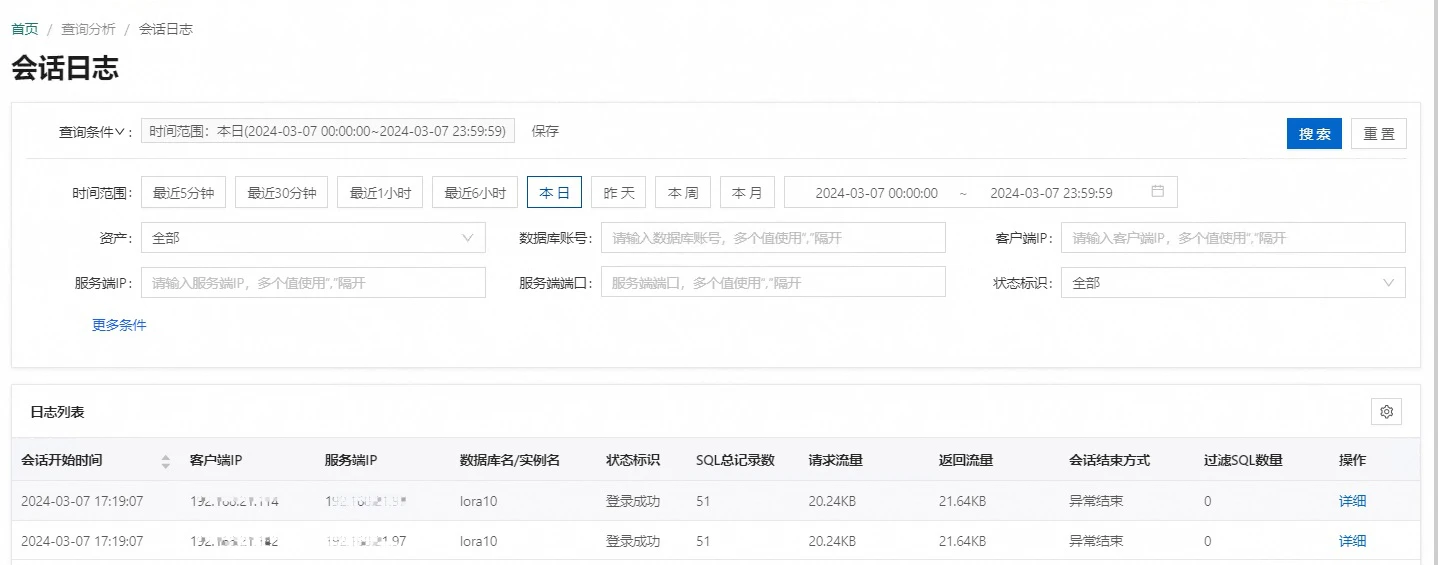 首页 / 查询分析 / 会话日志
会话日志
查询条件: 时间范围：本日(2024-03-07 00:00:00~2024-03-07 23:59:59) 保存 搜索 重置
时间范围: 最近5分钟 最近30分钟 最近1小时 最近6小时 本日 昨天 本周 本月 2024-03-07 00:00:00 ~ 2024-03-07 23:59:59
资产: 全部 数据库账号: 请输入数据库账号，多个值使用","隔开 客户端IP: 请输入客户端IP，多个值使用","隔开
服务端IP: 请输入服务端IP，多个值使用","隔开 服务端端口: 服务端端口，多个值使用","隔开 状态标识: 全部
更多条件
日志列表
会话开始时间 客户端IP 服务端IP 数据库名/实例名 状态标识 SQL总记录数 请求流量 返回流量 会话结束方式 过滤SQL数量 操作
2024-03-07 17:19:07 lora10 登录成功 51 20.24KB 21.64KB 异常结束 0 详细
2024-03-07 17:19:07 lora10 登录成功 51 20.24KB 21.64KB 异常结束 0 详细